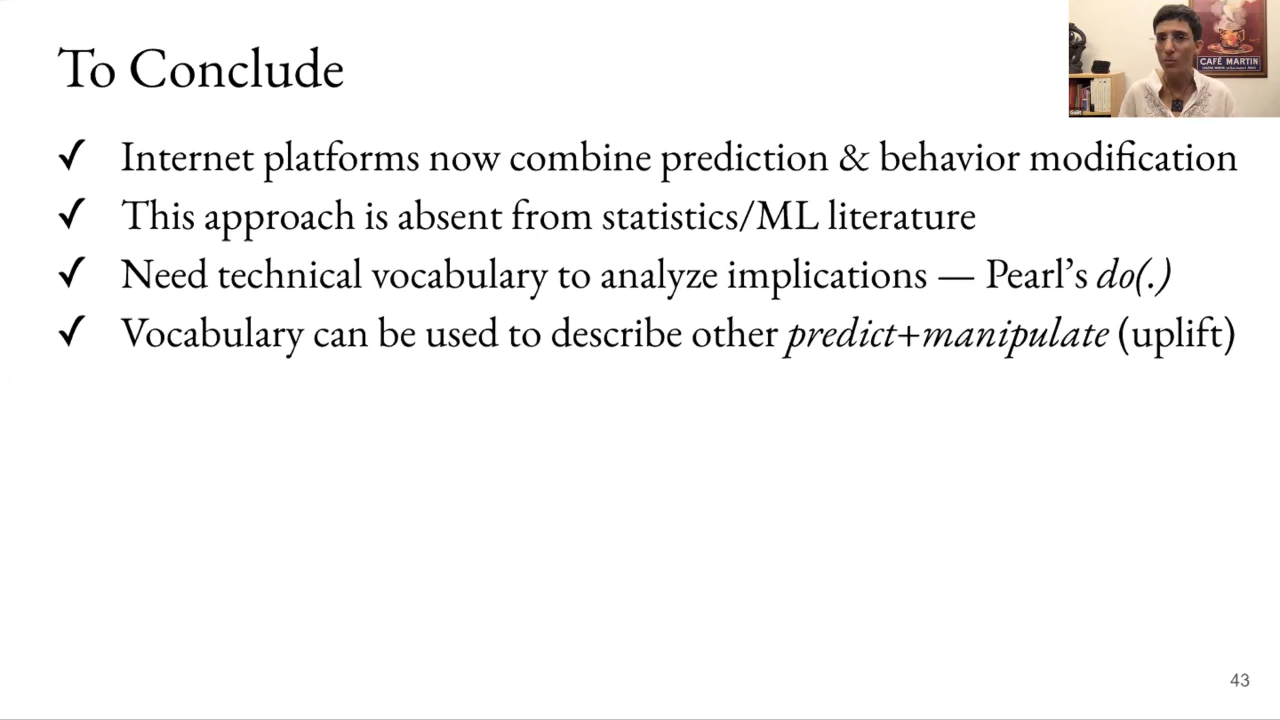 To Conclude
✓ Internet platforms now combine prediction & behavior modification
✓ This approach is absent from statistics/ML literature
✓ Need technical vocabulary to analyze implications — Pearl’s do(.)
✓ Vocabulary can be used to describe other predict+manipulate (uplift)
CAFÉ MARTIN
Galit
43